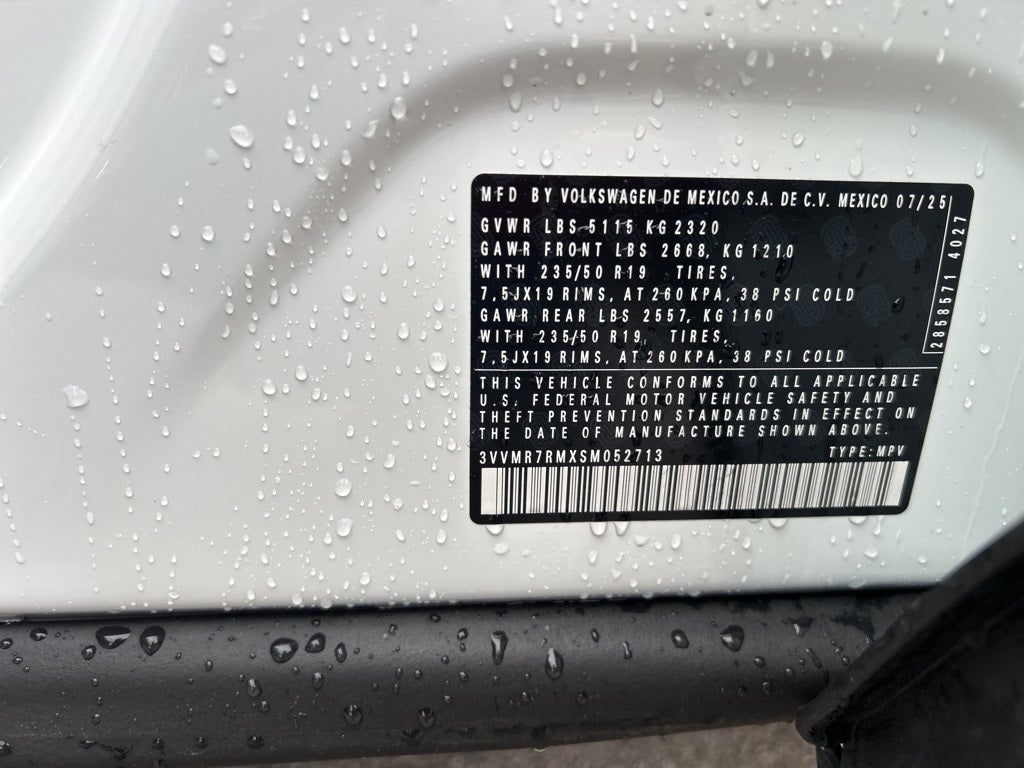 MFD BY VOLKSWAGEN DE MEXICO S.A. DE C.V. MEXICO 07/25
GVWR LBS 5115 KG 2320
GAWR FRONT LBS 2668, KG 1210
WITH 235/50 R19 TIRES,
7,5JX19 RIMS, AT 260 KPA, 38 PSI COLD
GAWR REAR LBS 2557, KG 1160
WITH 235/50 R19, TIRES,
7,5JX19 RIMS, AT 260 KPA, 38 PSI COLD
2858571 4027
THIS VEHICLE CONFORMS TO ALL APPLICABLE
U.S. FEDERAL MOTOR VEHICLE SAFETY AND
THEFT PREVENTION STANDARDS IN EFFECT ON
THE DATE OF MANUFACTURE SHOWN ABOVE.
3VVMR7RMXSM052713 TYPE: MPV